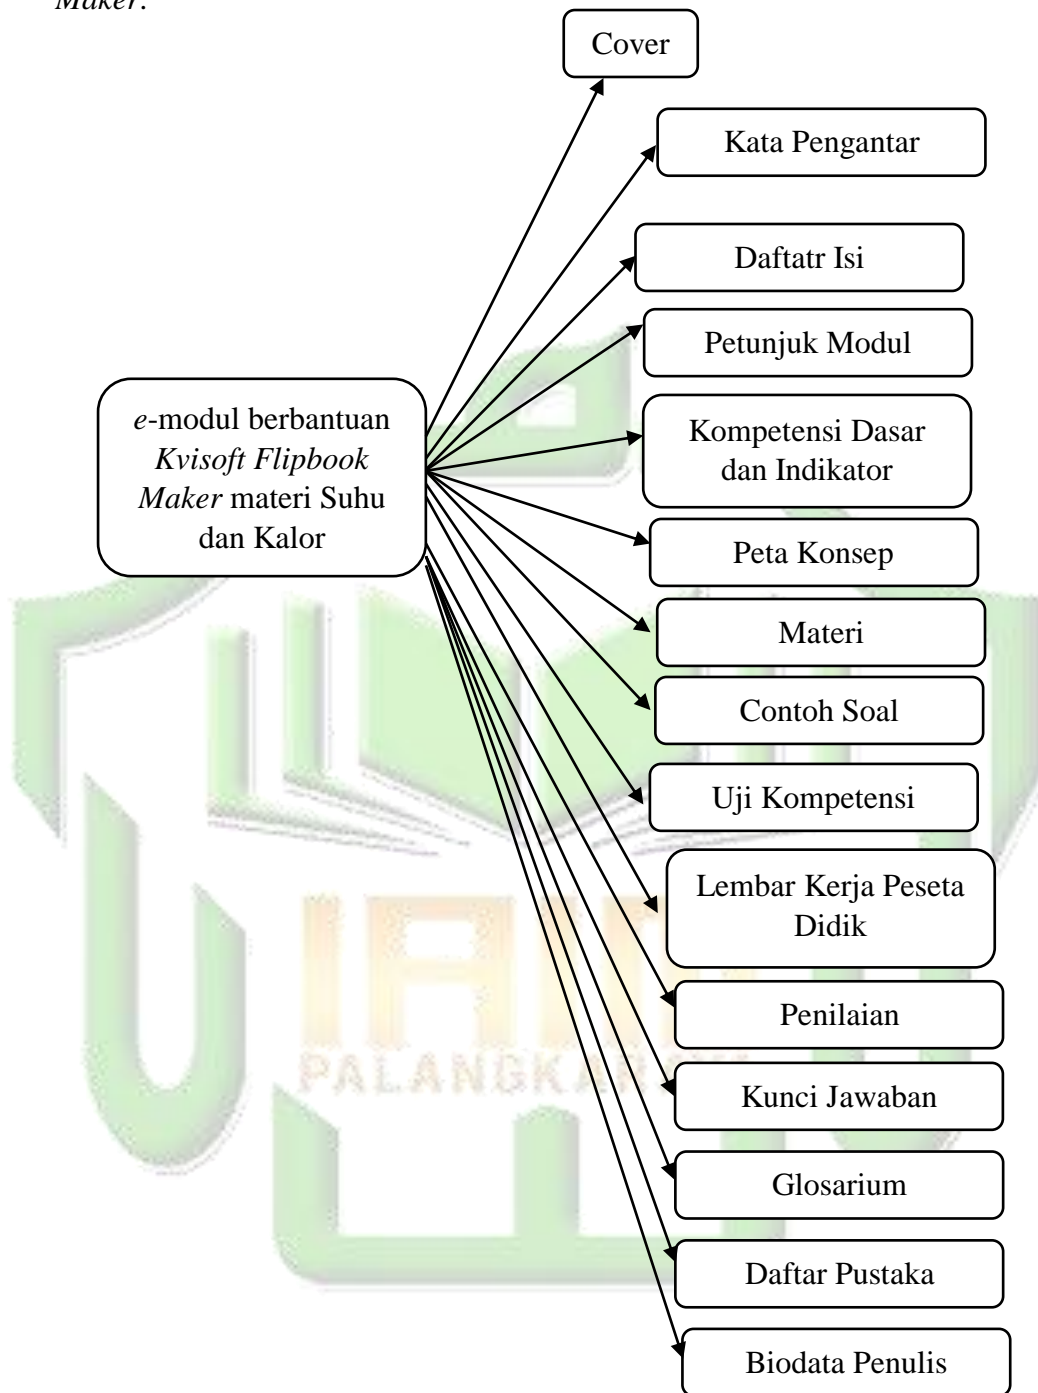 Maker.
Cover
Kata Pengantar
Daftatr Isi
Petunjuk Modul
e-modul berbantuan
Kvisoft Flipbook
Maker materi Suhu
dan Kalor
Kompetensi Dasar
dan Indikator
Peta Konsep
Materi
Contoh Soal
Uji Kompetensi
Lembar Kerja Peseta
Didik
IAIN
PALANGKARAYA
Penilaian
Kunci Jawaban
Glosarium
Daftar Pustaka
Biodata Penulis